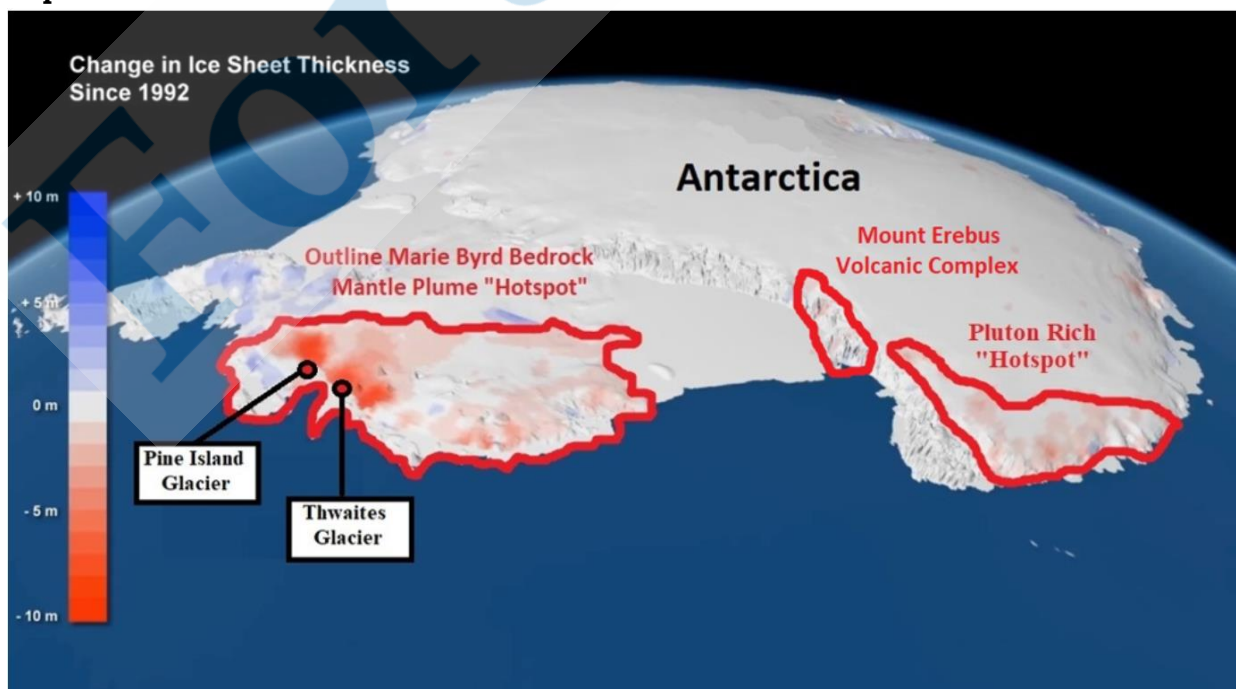 Change in Ice Sheet Thickness
Since 1992
Antarctica
Mount Erebus
Volcanic Complex
Outline Marie Byrd Bedrock
Mantle Plume "Hotspot"
Pluton Rich
"Hotspot"
+ 10 m
+ 5 m
0 m
- 5 m
- 10 m
Pine Island
Glacier
Thwaites
Glacier